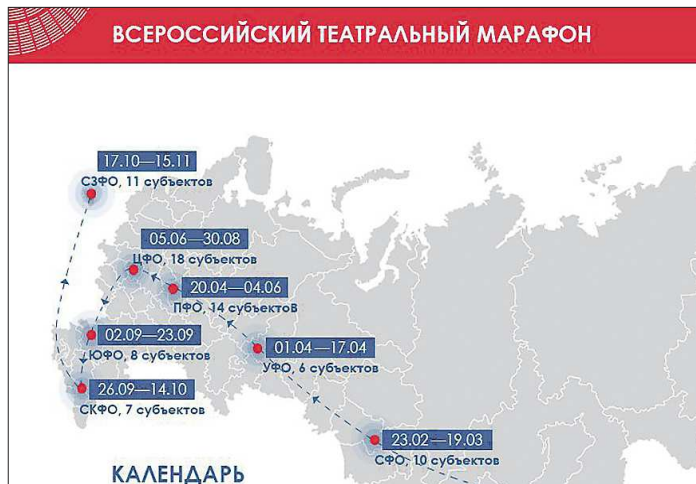 ВСЕРОССИЙСКИЙ ТЕАТРАЛЬНЫЙ МАРАФОН
17.10—15.11
СЗФО, 11 субъектов
05.06—30.08
ЦФО, 18 субъектов
20.04—04.06
ПФО, 14 субъектов
02.09—23.09
ЮФО, 8 субъектов
01.04—17.04
УФО, 6 субъектов
26.09—14.10
СКФО, 7 субъектов
23.02—19.03
СФО, 10 субъектов
КАЛЕНДАРЬ